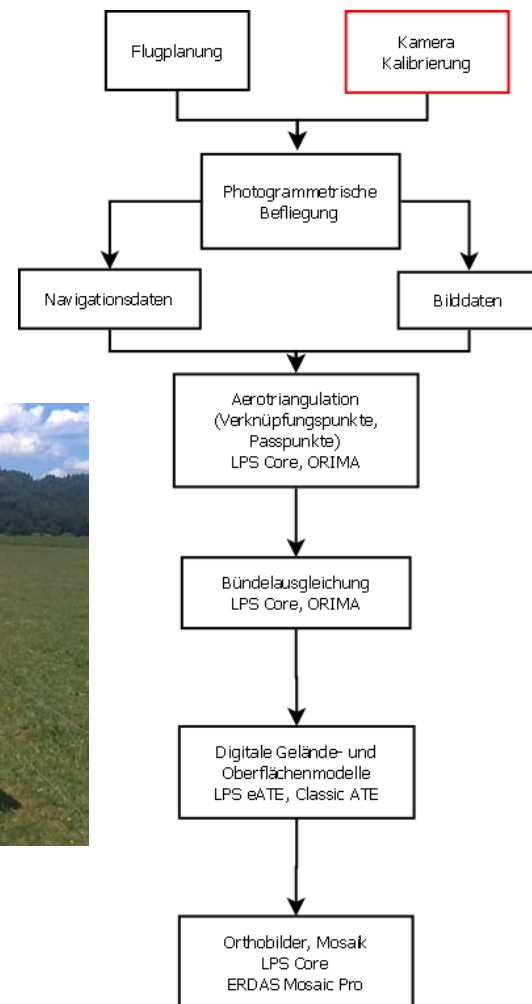 Flugplanung
Kamera
Kalibrierung
Photogrammetrische
Befliegung
Navigationsdaten
Bilddaten
Aerotriangulation
(Verknüpfungspunkte,
Passpunkte)
LPS Core, ORIMA
Bündelausgleichung
LPS Core, ORIMA
Digitale Gelände- und
Oberflächenmodelle
LPS eATE, Classic ATE
Orthobilder, Mosaik
LPS Core
ERDAS Mosaic Pro